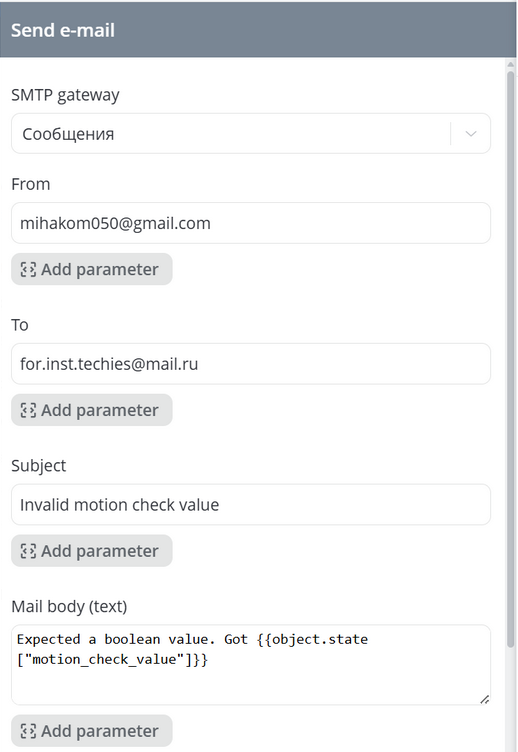 Send e-mail
SMTP gateway
Сообщения
From
mihakom050@gmail.com
Add parameter
To
for.inst.techies@mail.ru
Add parameter
Subject
Invalid motion check value
Add parameter
Mail body (text)
Expected a boolean value. Got {{object.state
["motion_check_value"]}}
Add parameter